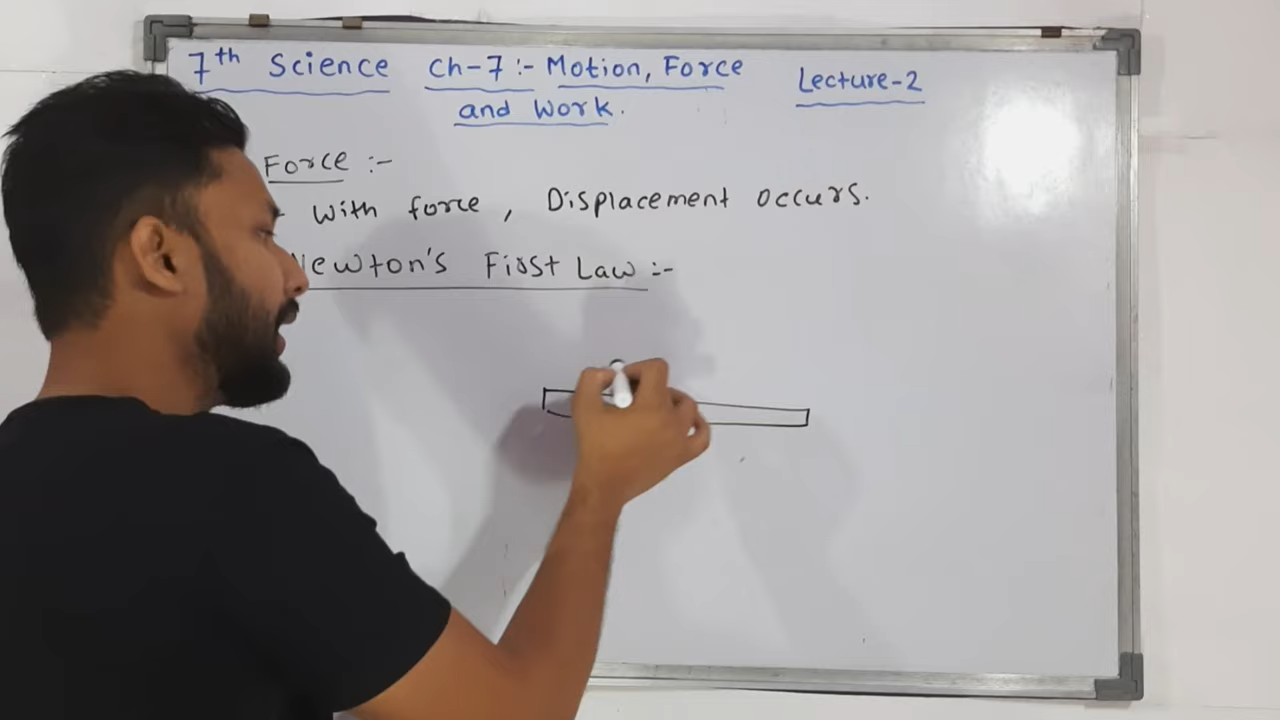 7th Science Ch-7:- Motion, Force Lecture-2
and Work.
Force :-
- With force, Displacement occurs.
Newton's First Law :-